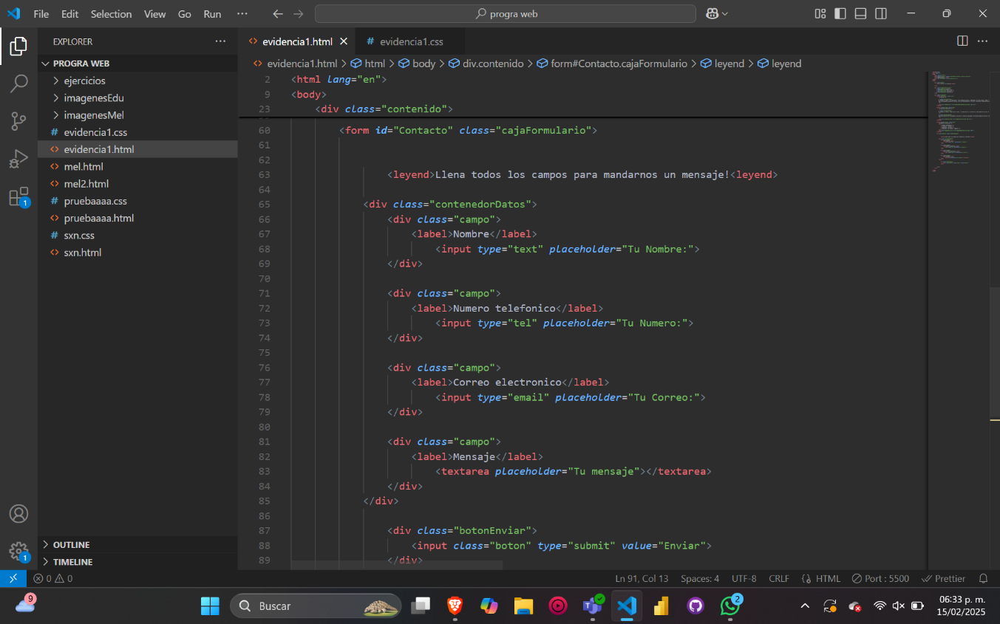 File Edit Selection View Go Run ··· progra web
EXPLORER ···
PROGRA WEB
ejercicios
imagenesEdu
imagenesMel
# evidencia1.css
<> evidencia1.html
<> mel.html
<> mel2.html
# pruebaaaa.css
<> pruebaaaa.html
# sxn.css
<> sxn.html
OUTLINE
TIMELINE
<> evidencia1.html # evidencia1.css
<> evidencia1.html > html > body > div.contenido > form#Contacto.cajaFormulario > leyend > leyend
2 <html lang="en">
9 <body>
23 <div class="contenido">
60 <form id="Contacto" class="cajaFormulario">
61
62
63 <leyend>Llena todos los campos para mandarnos un mensaje!<leyend>
64
65 <div class="contenedorDatos">
66 <div class="campo">
67 <label>Nombre</label>
68 <input type="text" placeholder="Tu Nombre:">
69 </div>
70
71 <div class="campo">
72 <label>Numero telefonico</label>
73 <input type="tel" placeholder="Tu Numero:">
74 </div>
75
76 <div class="campo">
77 <label>Correo electronico</label>
78 <input type="email" placeholder="Tu Correo:">
79 </div>
80
81 <div class="campo">
82 <label>Mensaje</label>
83 <textarea placeholder="Tu mensaje"></textarea>
84 </div>
85 </div>
86
87 <div class="botonEnviar">
88 <input class="boton" type="submit" value="Enviar">
89 </div>
1
1
0 0 Ln 91, Col 13 Spaces: 4 UTF-8 CRLF HTML Port : 5500 Prettier
9 Buscar 2 06:33 p. m.
15/02/2025